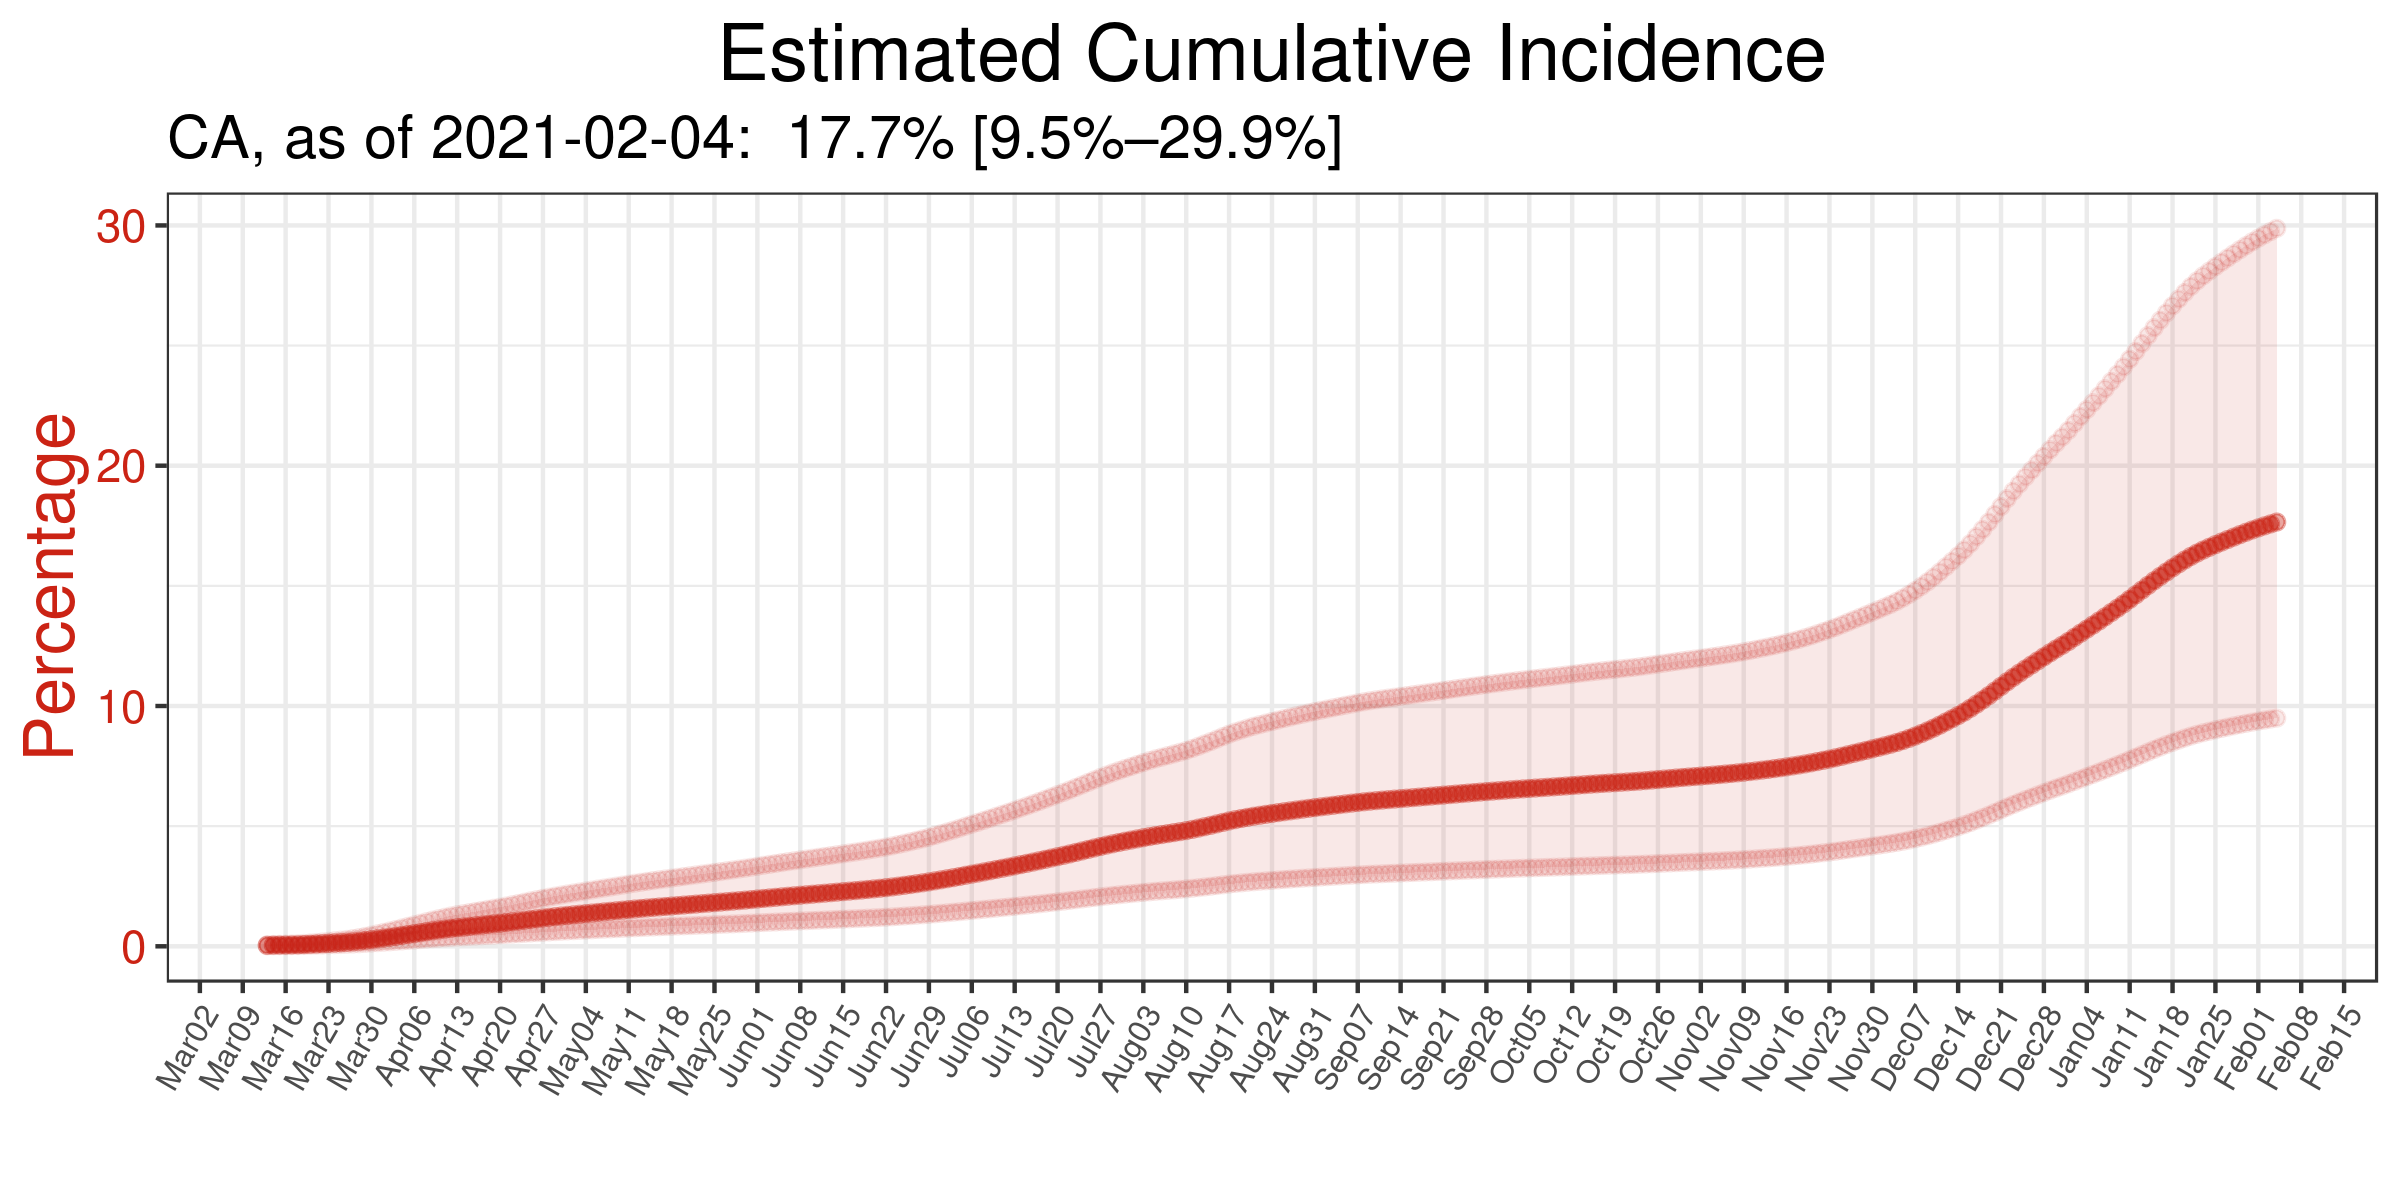 Estimated Cumulative Incidence
CA, as of 2021-02-04:  17.7% [9.5%–29.9%]
Percentage
30
20
10
0
Mar02
Mar09
Mar16
Mar23
Mar30
Apr06
Apr13
Apr20
Apr27
May04
May11
May18
May25
Jun01
Jun08
Jun15
Jun22
Jun29
Jul06
Jul13
Jul20
Jul27
Aug03
Aug10
Aug17
Aug24
Aug31
Sep07
Sep14
Sep21
Sep28
Oct05
Oct12
Oct19
Oct26
Nov02
Nov09
Nov16
Nov23
Nov30
Dec07
Dec14
Dec21
Dec28
Jan04
Jan11
Jan18
Jan25
Feb01
Feb08
Feb15